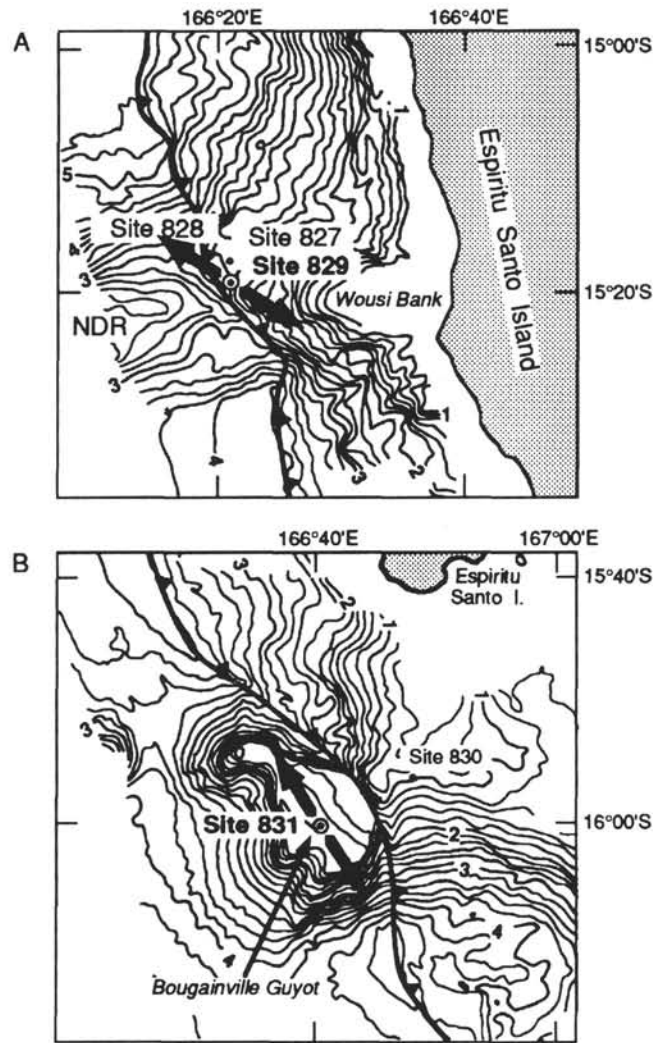 A
166°20'E 166°40'E
15°00'S
1
5
Site 828
Site 827
Site 829
4
3
Wousi Bank
15°20'S
NDR
3
Espiritu Santo Island
1
4
3
2
B
166°40'E 167°00'E
3
2
1
Espiritu
Santo I.
15°40'S
3
1
Site 830
Site 831
16°00'S
2
3
4
4
Bougainville Guyot